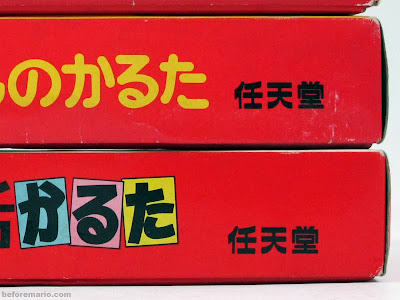 のかるた 任天堂
かるた 任天堂
beforemario.com